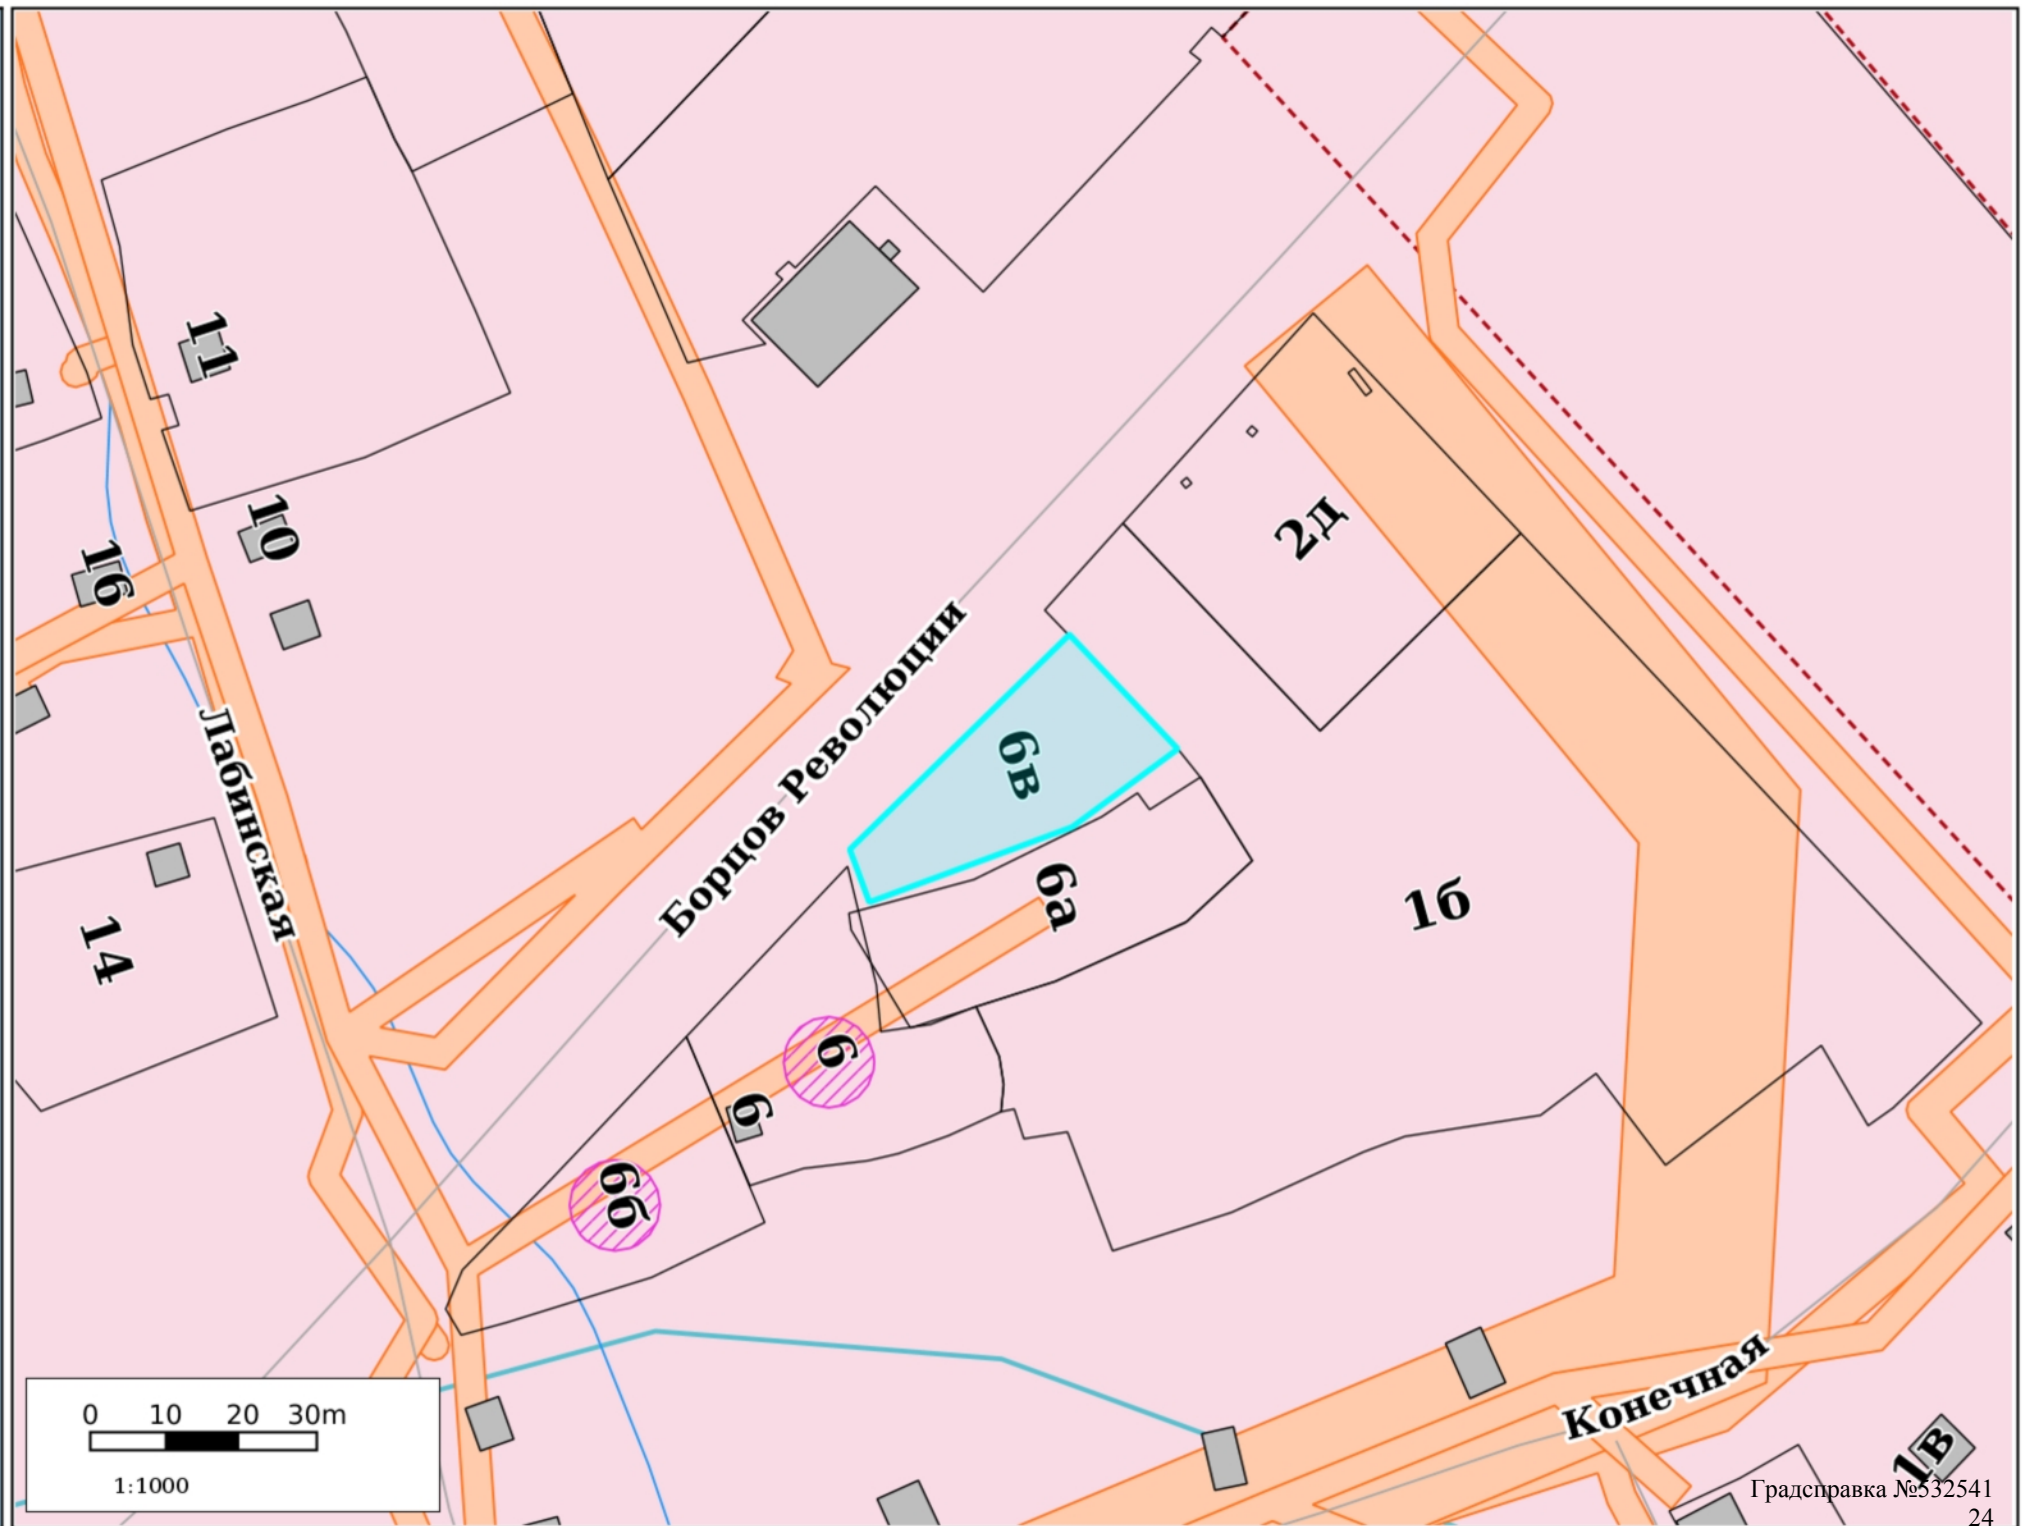 11
10
16
2д
Лабинская
Борцов Революции
6в
6а
1б
14
6
6
6б
Конечная
1в
0 10 20 30m
1:1000
Градсправка №532541
24